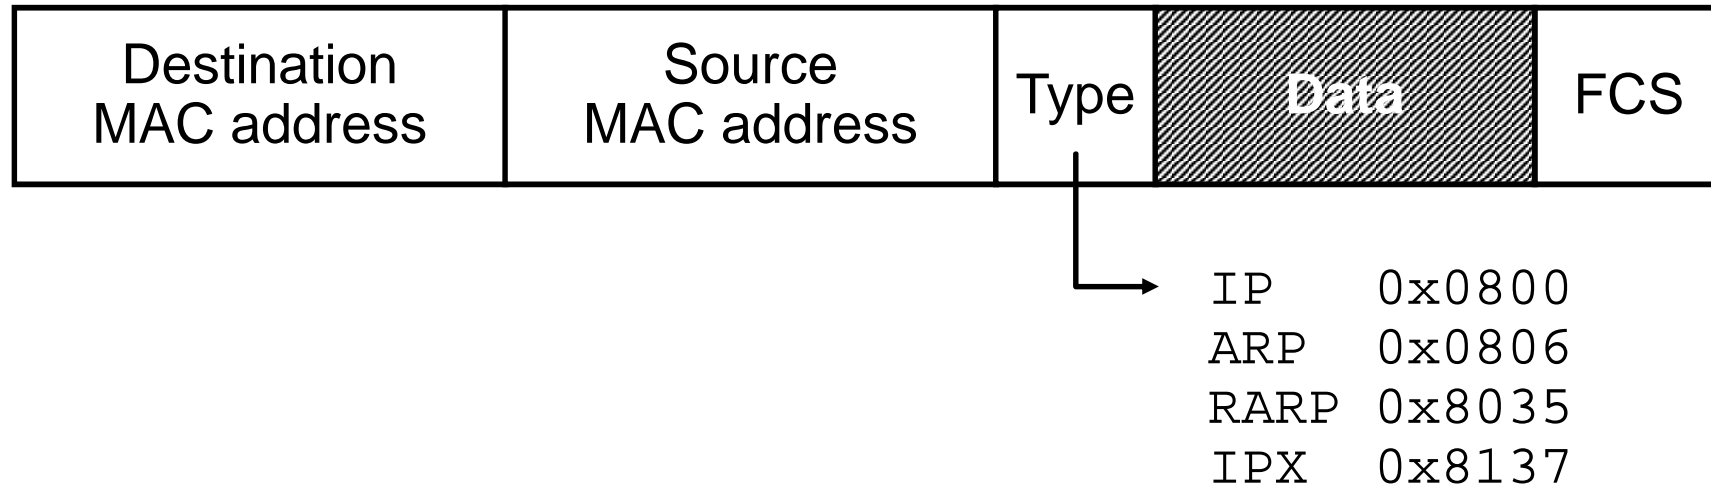 Destination
MAC address
Source
MAC address
Type
Data
FCS
IP 0x0800
ARP 0x0806
RARP 0x8035
IPX 0x8137